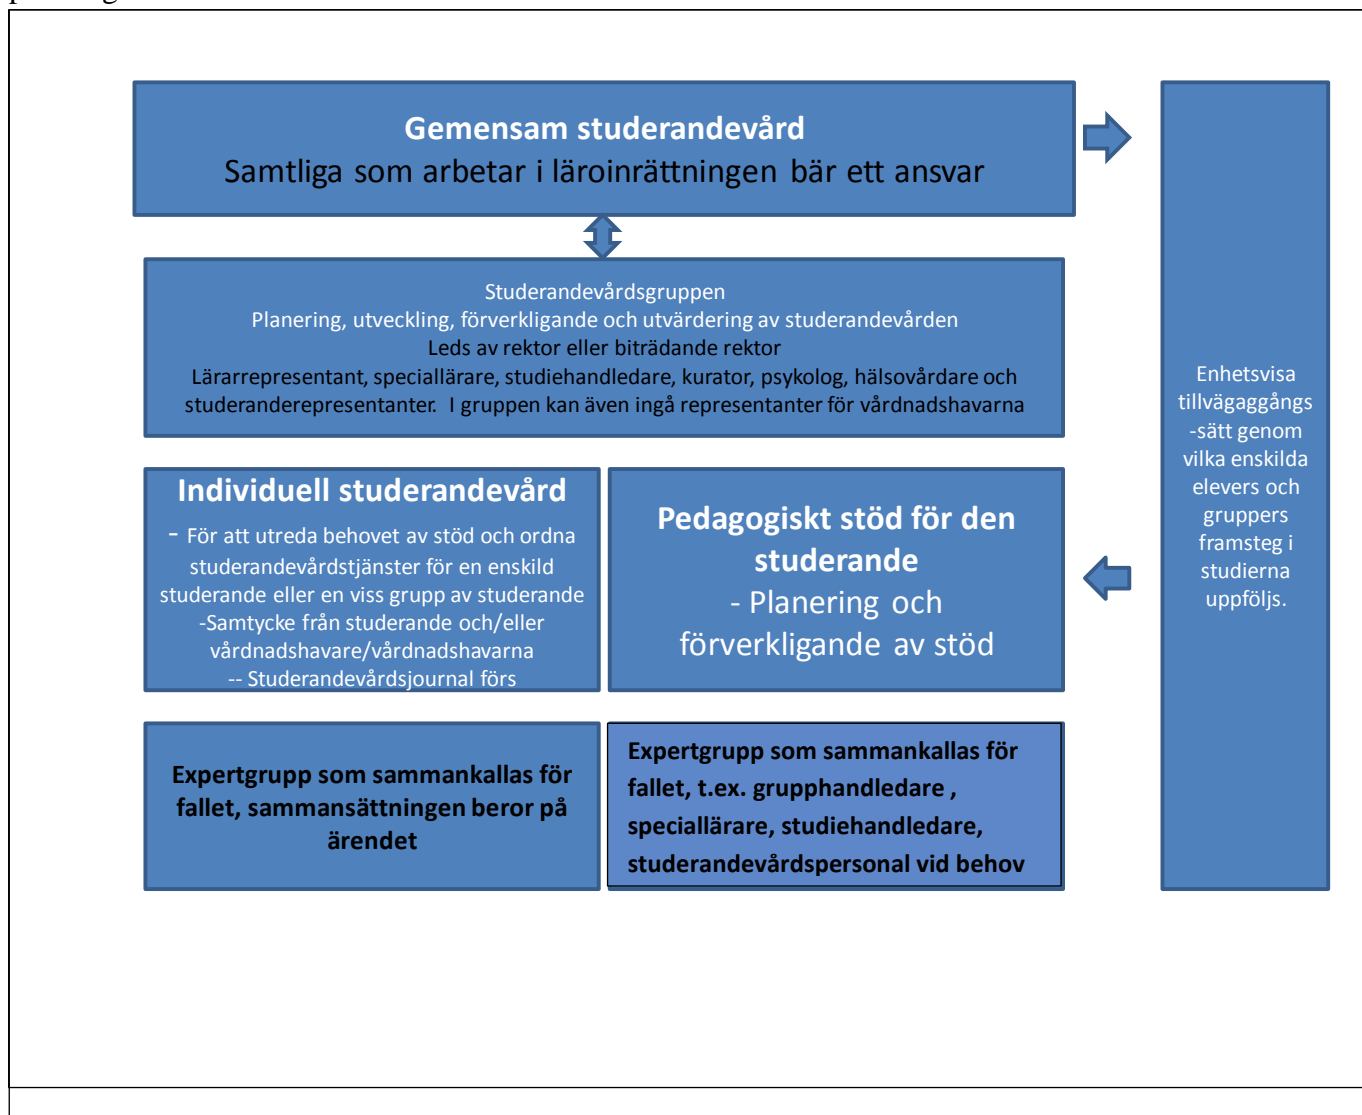 Gemensam studerandevård
Samtliga som arbetar i läroinrättningen bär ett ansvar
Studerandevårdsgruppen
Planering, utveckling, förverkligande och utvärdering av studerandevården
Leds av rektor eller biträdande rektor
Lärarrepresentant, speciallärare, studiehandledare, kurator, psykolog, hälsovårdare och
studeranderepresentanter. I gruppen kan även ingå representanter för vårdnadshavarna
Individuell studerandevård
- För att utreda behovet av stöd och ordna
studerandevårdstjänster för en enskild
studerande eller en viss grupp av studerande
-Samtycke från studerande och/eller
vårdnadshavare/vårdnadshavarna
-- Studerandevårdsjournal förs
Pedagogiskt stöd för den
studerande
- Planering och
förverkligande av stöd
Expertgrupp som sammankallas för
fallet, sammansättningen beror på
ärendet
Expertgrupp som sammankallas för
fallet, t.ex. grupphandledare ,
speciallärare, studiehandledare,
studerandevårdspersonal vid behov
Enhetsvisa
tillvägaggångs
-sätt genom
vilka enskilda
elevers och
gruppers
framsteg i
studierna
uppföljs.